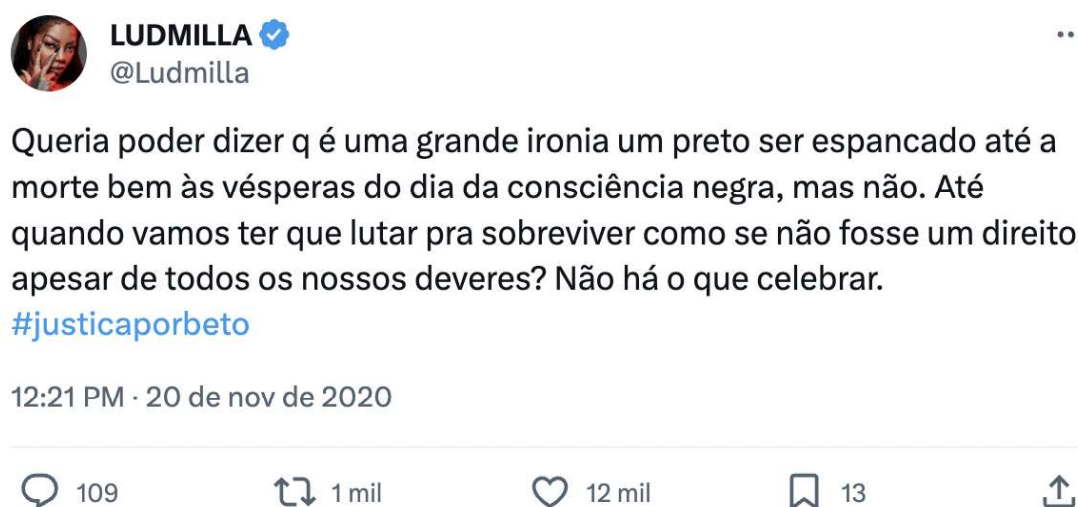 LUDMILLA
@Ludmilla
Queria poder dizer q é uma grande ironia um preto ser espancado até a
morte bem às vésperas do dia da consciência negra, mas não. Até
quando vamos ter que lutar pra sobreviver como se não fosse um direito,
apesar de todos os nossos deveres? Não há o que celebrar.
#justicaporbeto
12:21 PM · 20 de nov de 2020
109 1 mil 12 mil 13